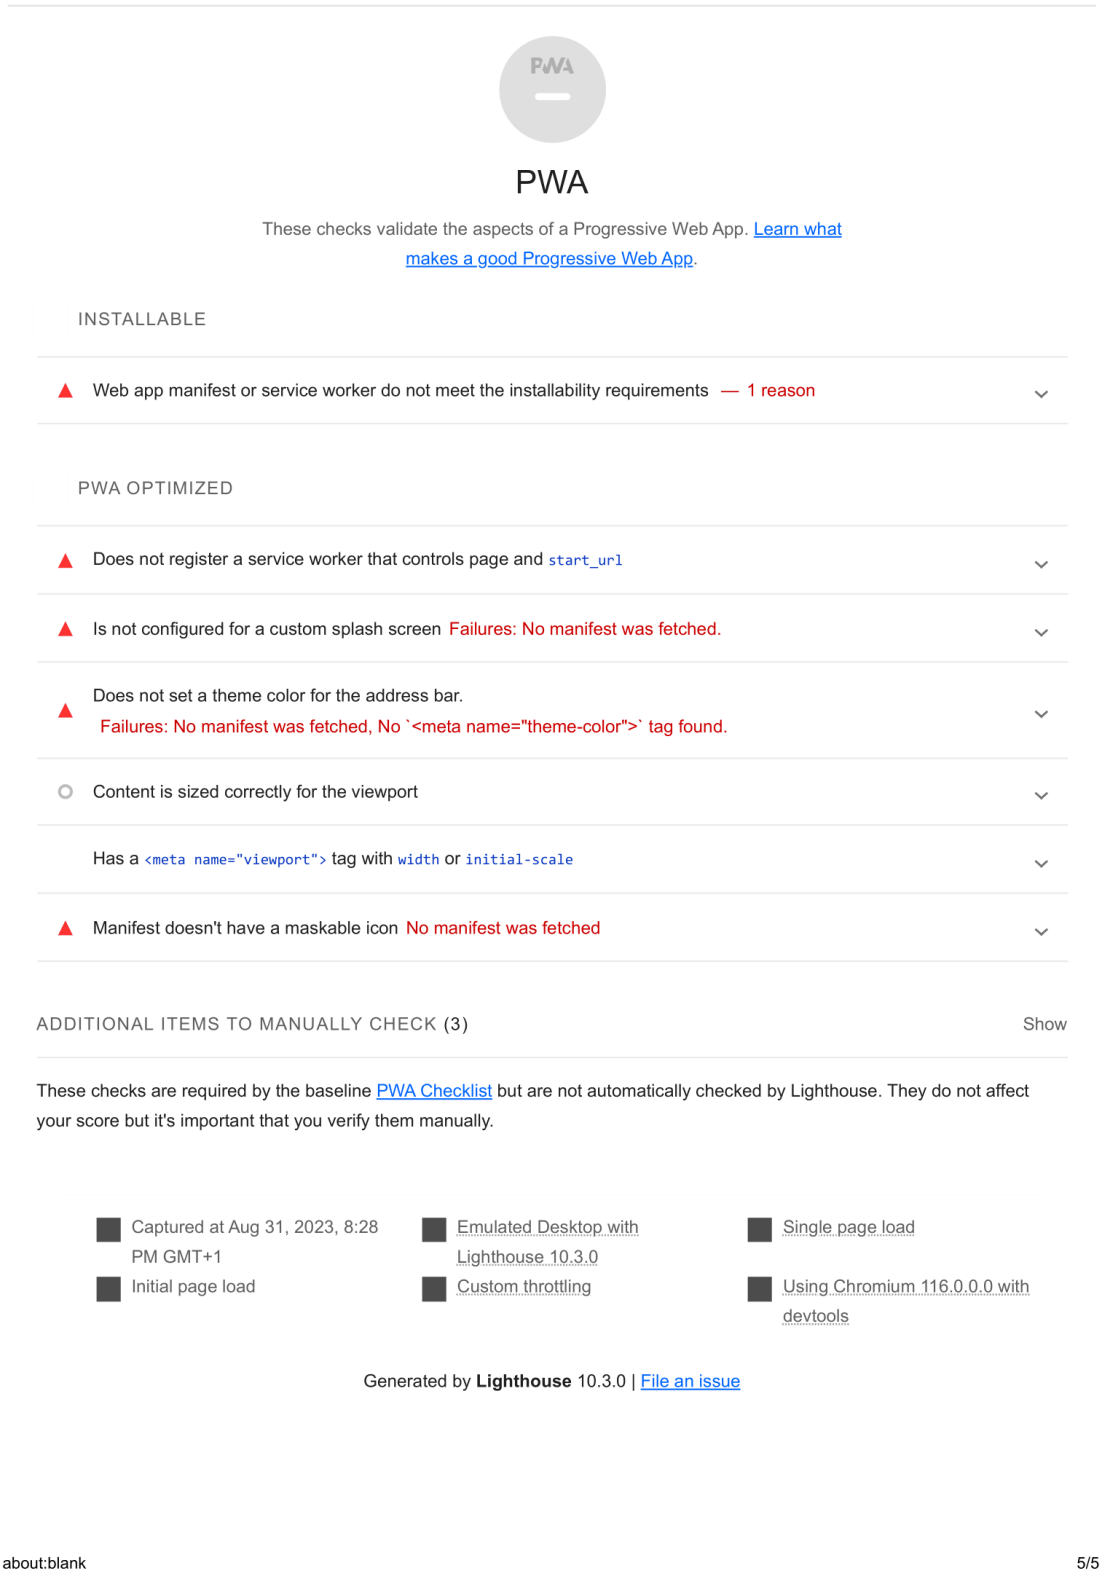 PWA
PWA
These checks validate the aspects of a Progressive Web App. Learn what
makes a good Progressive Web App.
INSTALLABLE
Web app manifest or service worker do not meet the installability requirements — 1 reason
PWA OPTIMIZED
Does not register a service worker that controls page and start_url
Is not configured for a custom splash screen Failures: No manifest was fetched.
Does not set a theme color for the address bar.
Failures: No manifest was fetched, No `<meta name="theme-color">` tag found.
Content is sized correctly for the viewport
Has a <meta name="viewport"> tag with width or initial-scale
Manifest doesn't have a maskable icon No manifest was fetched
ADDITIONAL ITEMS TO MANUALLY CHECK (3) Show
These checks are required by the baseline PWA Checklist but are not automatically checked by Lighthouse. They do not affect
your score but it's important that you verify them manually.
Captured at Aug 31, 2023, 8:28
PM GMT+1
Emulated Desktop with
Lighthouse 10.3.0
Single page load
Initial page load
Custom throttling
Using Chromium 116.0.0.0 with
devtools
Generated by Lighthouse 10.3.0 | File an issue
about:blank 5/5